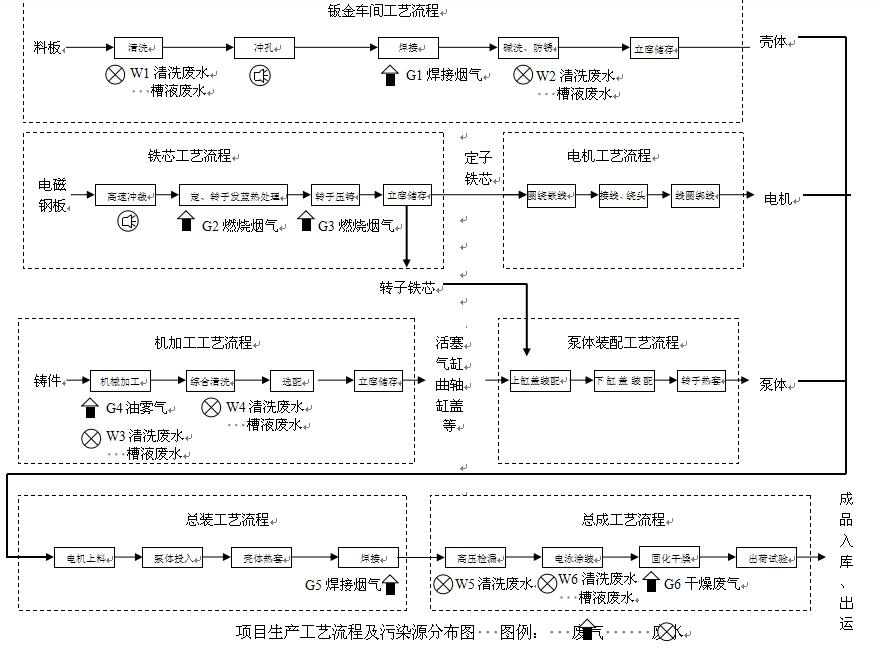 钣金车间工艺流程
料板
清洗
冲孔
焊接
碱洗、防锈
立库储存
壳体
W1 清洗废水
槽液废水
G1 焊接烟气
W2 清洗废水
槽液废水
铁芯工艺流程
定子
铁芯
电机工艺流程
电磁
钢板
高速冲裁
定、转子发蓝热处理
转子压铸
立库储存
圆绕嵌线
接线、绕头
线圈绑线
电机
G2 燃烧烟气
G3 燃烧烟气
转子铁芯
机加工工艺流程
活塞
气缸
曲轴
缸盖
等
泵体装配工艺流程
铸件
机械加工
综合清洗
选配
立库储存
上缸盖装配
下缸盖装配
转子热套
泵体
G4 油雾气
W3 清洗废水
槽液废水
W4 清洗废水
槽液废水
总装工艺流程
总成工艺流程
成品入库、出运
电机上料
泵体投入
壳体热套
焊接
高压检漏
电泳涂装
固化干燥
出荷试验
G5 焊接烟气
W5 清洗废水
W6 清洗废水
槽液废水
G6 干燥废气
项目生产工艺流程及污染源分布图 图例： 废气 废水